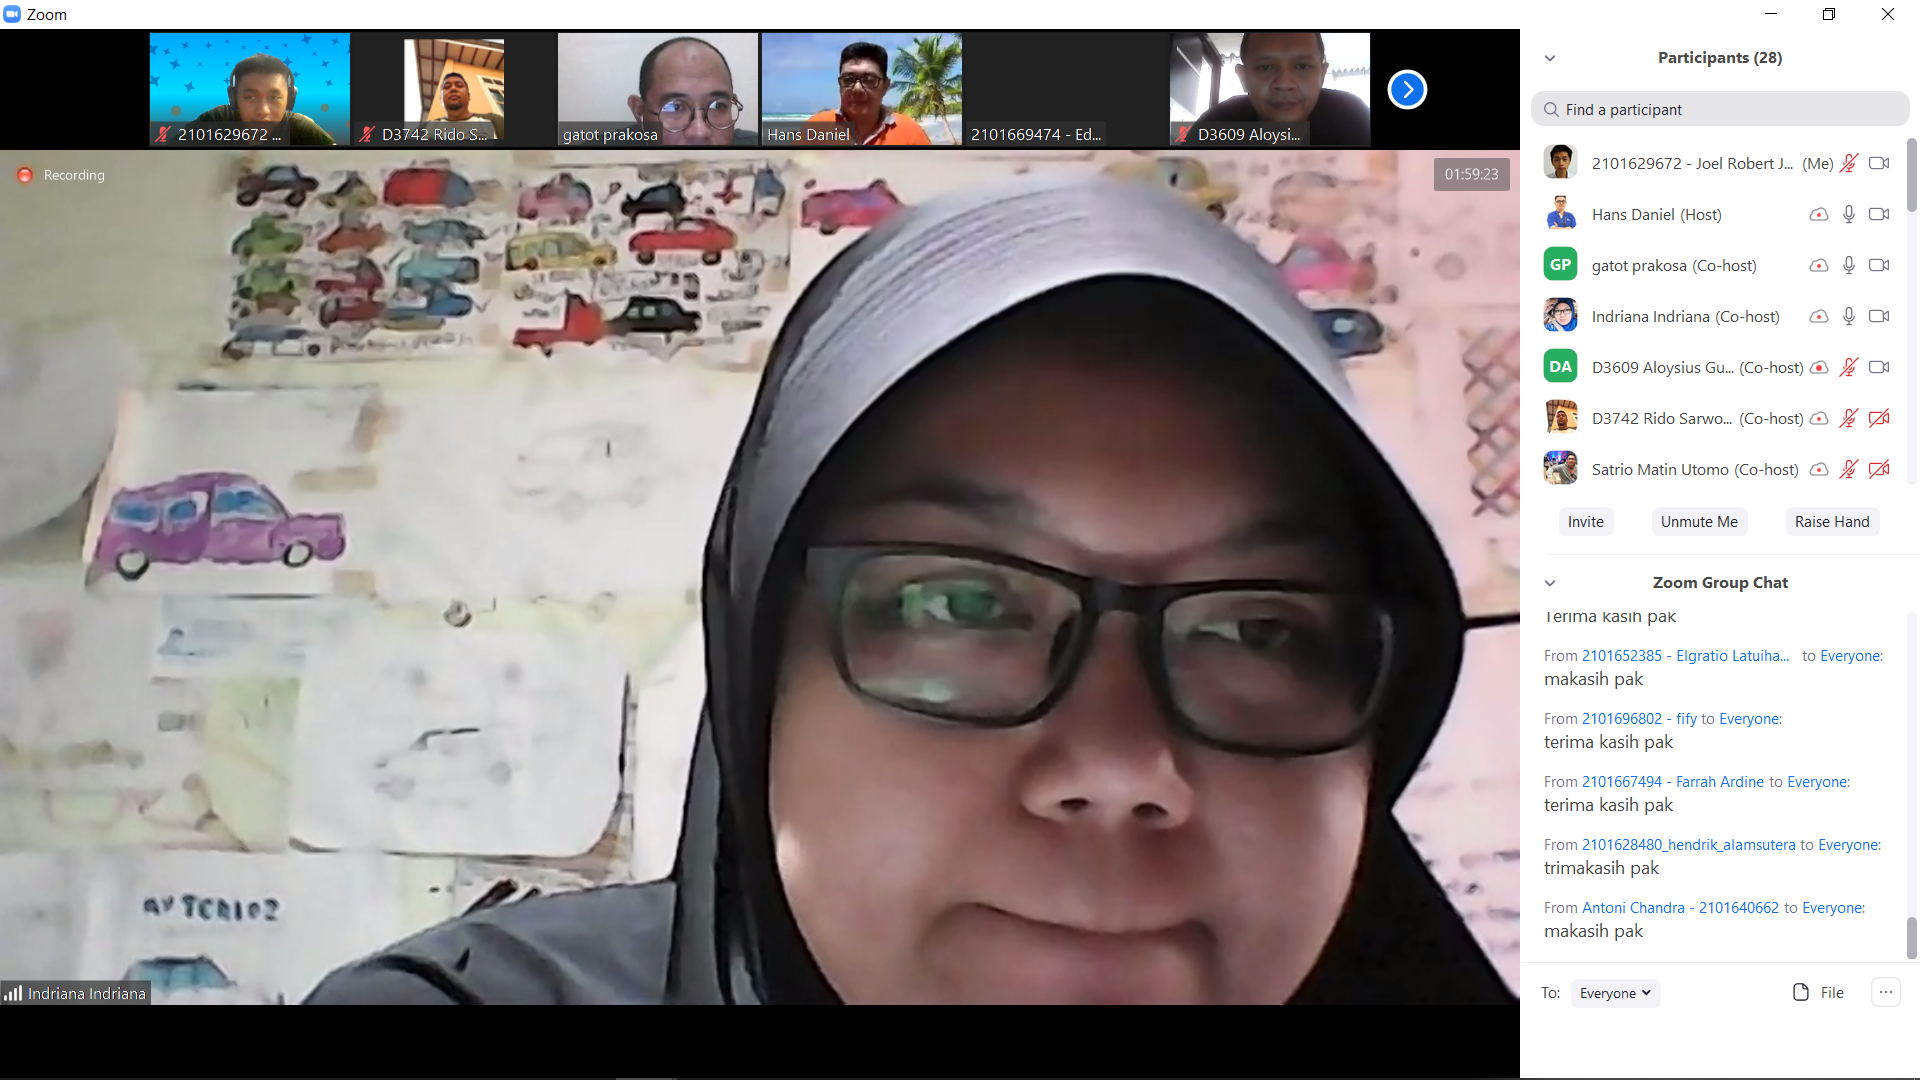 Zoom
2101629672 ...
D3742 Rido S...
gatot prakosa
Hans Daniel
2101669474 - Ed...
D3609 Aloysi...
Recording
01:59:23
Indriana Indriana
Participants (28)
Find a participant
2101629672 - Joel Robert J... (Me)
Hans Daniel (Host)
GP gatot prakosa (Co-host)
Indriana Indriana (Co-host)
DA D3609 Aloysius Gu... (Co-host)
D3742 Rido Sarwo... (Co-host)
Satrio Matin Utomo (Co-host)
Invite Unmute Me Raise Hand
Zoom Group Chat
Terima kasih pak
From 2101652385 - Elgratio Latuiha... to Everyone:
makasih pak
From 2101696802 - fify to Everyone:
terima kasih pak
From 2101667494 - Farrah Ardine to Everyone:
terima kasih pak
From 2101628480_hendrik_alamsutera to Everyone:
trimakasih pak
From Antoni Chandra - 2101640662 to Everyone:
makasih pak
To: Everyone File ...